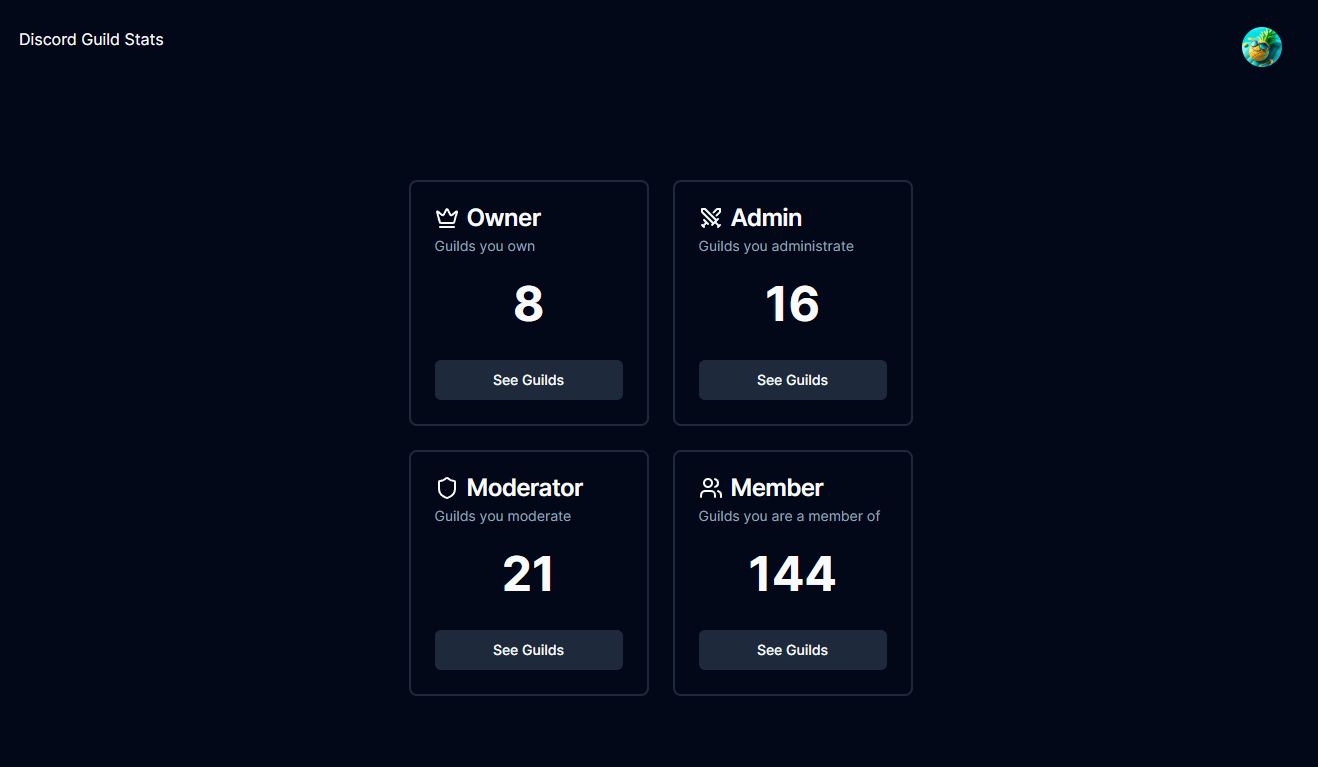 Discord Guild Stats
Owner
Guilds you own
8
See Guilds
Admin
Guilds you administrate
16
See Guilds
Moderator
Guilds you moderate
21
See Guilds
Member
Guilds you are a member of
144
See Guilds